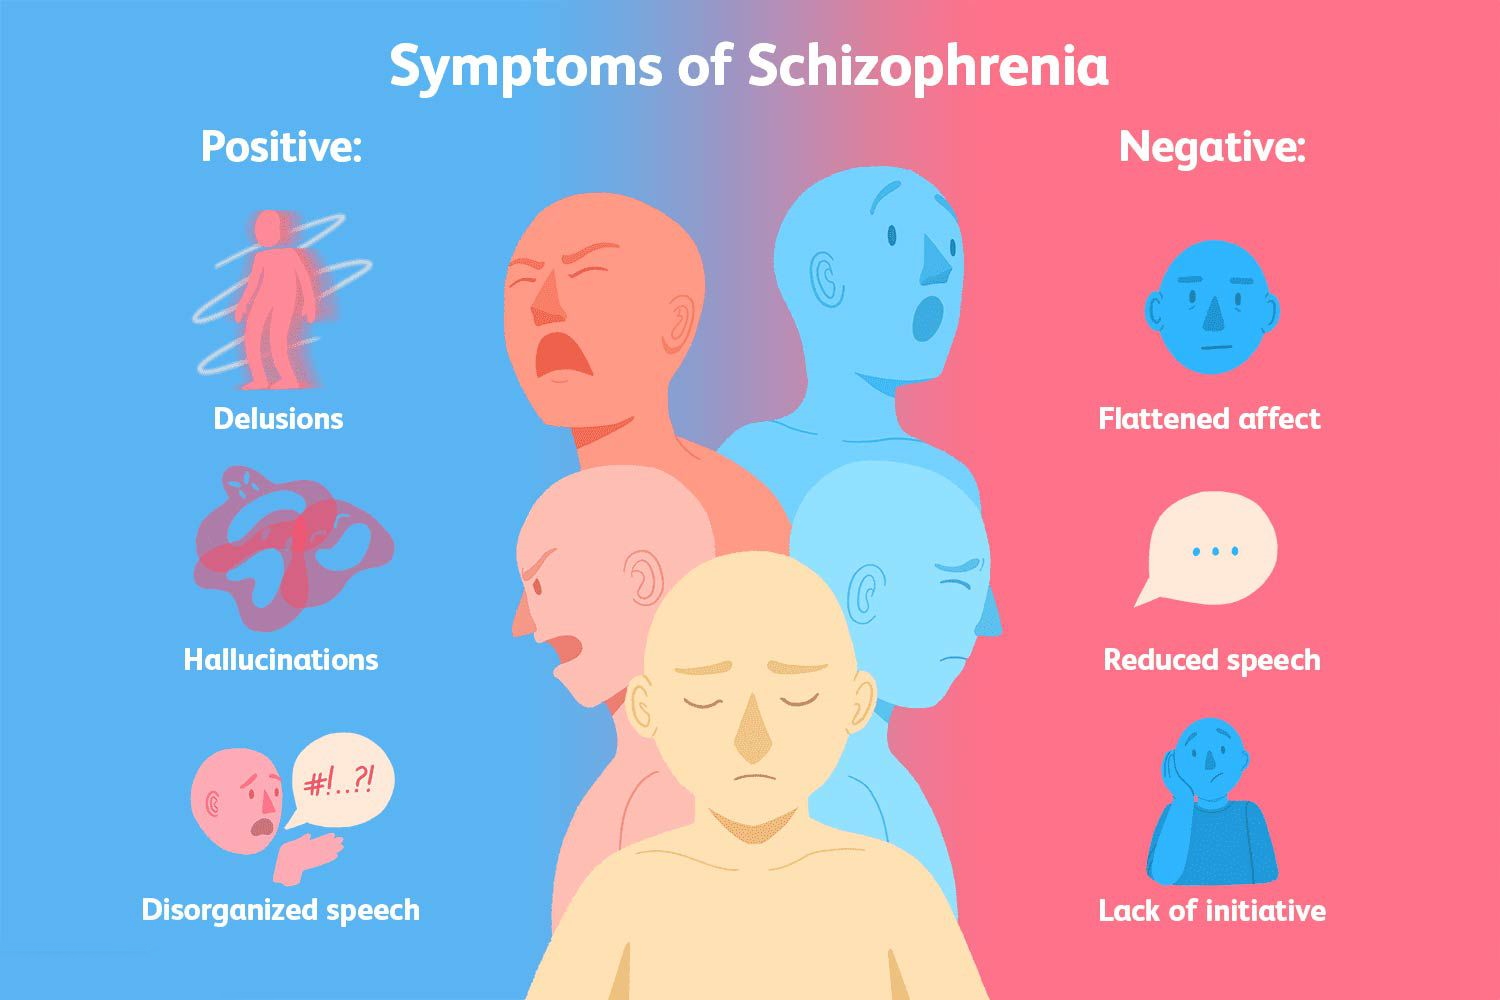 Symptoms of Schizophrenia
Positive:
Delusions
Hallucinations
#!..?!
Disorganized speech
Negative:
Flattened affect
...
Reduced speech
Lack of initiative